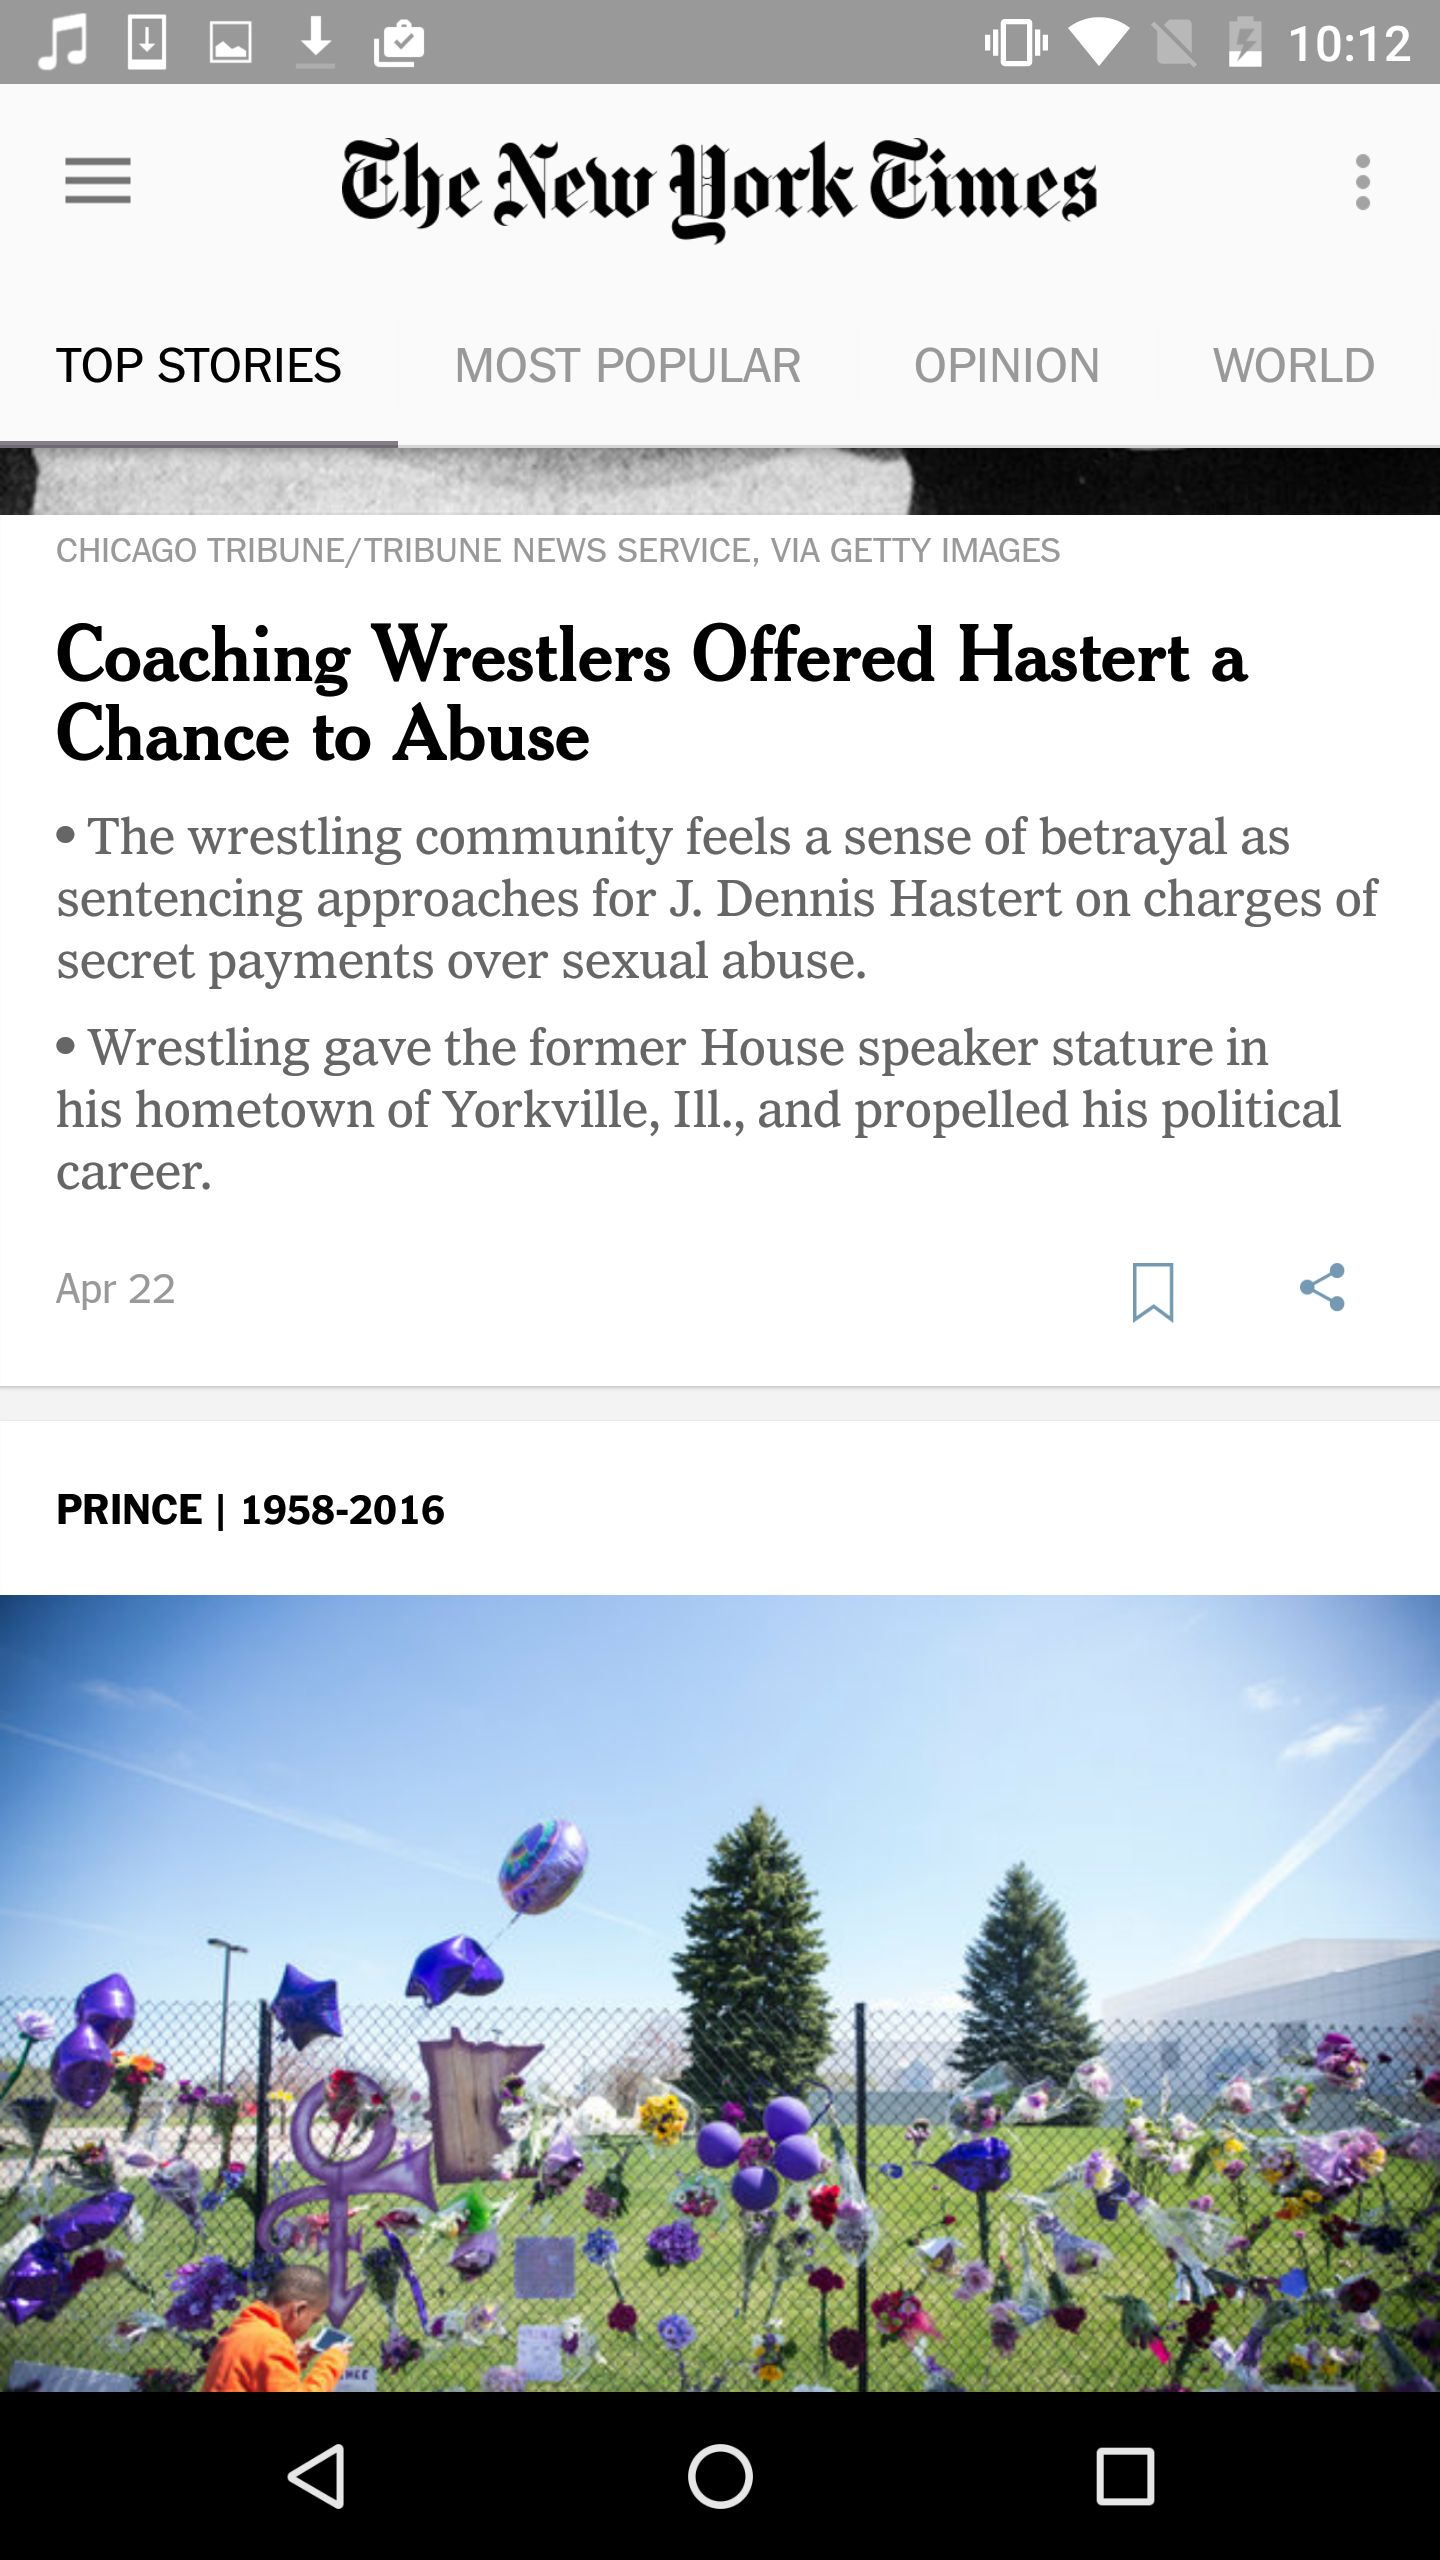 10:12
The New York Times
TOP STORIES MOST POPULAR OPINION WORLD
CHICAGO TRIBUNE/TRIBUNE NEWS SERVICE, VIA GETTY IMAGES
Coaching Wrestlers Offered Hastert a
Chance to Abuse
• The wrestling community feels a sense of betrayal as
sentencing approaches for J. Dennis Hastert on charges of
secret payments over sexual abuse.
• Wrestling gave the former House speaker stature in
his hometown of Yorkville, Ill., and propelled his political
career.
Apr 22
PRINCE | 1958-2016